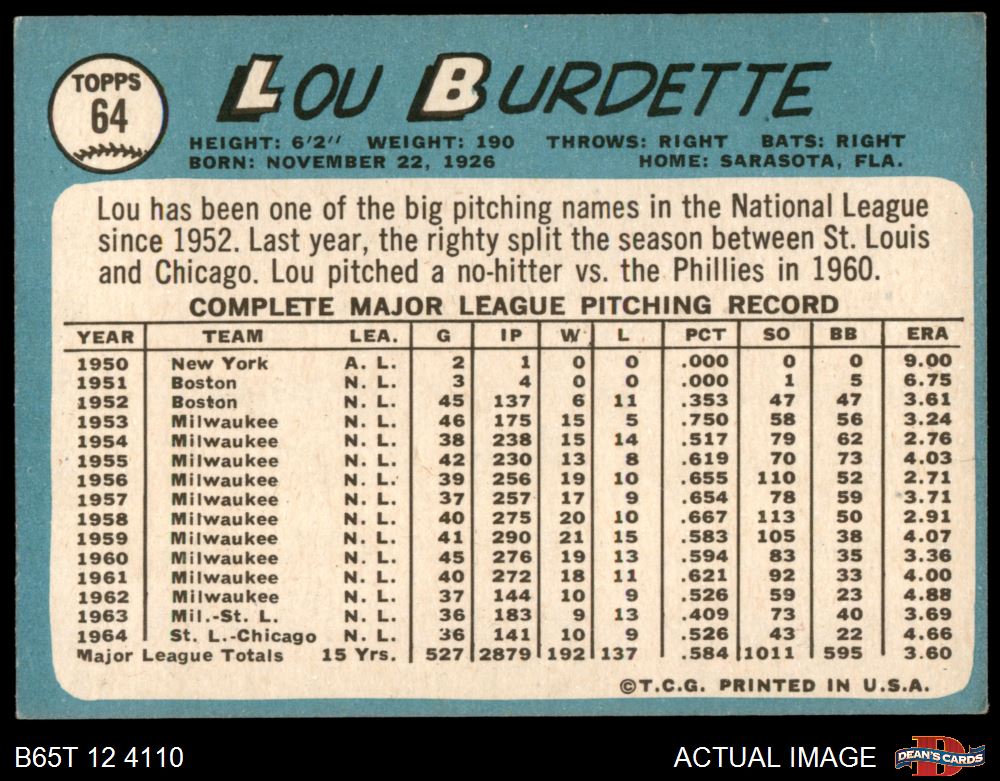 TOPPS
64
LOU BURDETTE
HEIGHT: 6'2" WEIGHT: 190 THROWS: RIGHT BATS: RIGHT
BORN: NOVEMBER 22, 1926 HOME: SARASOTA, FLA.
Lou has been one of the big pitching names in the National League
since 1952. Last year, the righty split the season between St. Louis
and Chicago. Lou pitched a no-hitter vs. the Phillies in 1960.
COMPLETE MAJOR LEAGUE PITCHING RECORD
YEAR TEAM LEA. G IP W L PCT SO BB ERA
1950 New York A. L. 2 1 0 0 .000 0 0 9.00
1951 Boston N. L. 3 4 0 0 .000 1 5 6.75
1952 Boston N. L. 45 137 6 11 .353 47 47 3.61
1953 Milwaukee N. L. 46 175 15 5 .750 58 56 3.24
1954 Milwaukee N. L. 38 238 15 14 .517 79 62 2.76
1955 Milwaukee N. L. 42 230 13 8 .619 70 73 4.03
1956 Milwaukee N. L. 39 256 19 10 .655 110 52 2.71
1957 Milwaukee N. L. 37 257 17 9 .654 78 59 3.71
1958 Milwaukee N. L. 40 275 20 10 .667 113 50 2.91
1959 Milwaukee N. L. 41 290 21 15 .583 105 38 4.07
1960 Milwaukee N. L. 45 276 19 13 .594 83 35 3.36
1961 Milwaukee N. L. 40 272 18 11 .621 92 33 4.00
1962 Milwaukee N. L. 37 144 10 9 .526 59 23 4.88
1963 Mil.-St. L. N. L. 36 183 9 13 .409 73 40 3.69
1964 St. L.-Chicago N. L. 36 141 10 9 .526 43 22 4.66
Major League Totals 15 Yrs. 527 2879 192 137 .584 1011 595 3.60
©T.C.G. PRINTED IN U.S.A.
B65T 12 4110 ACTUAL IMAGE DEAN'S CARDS